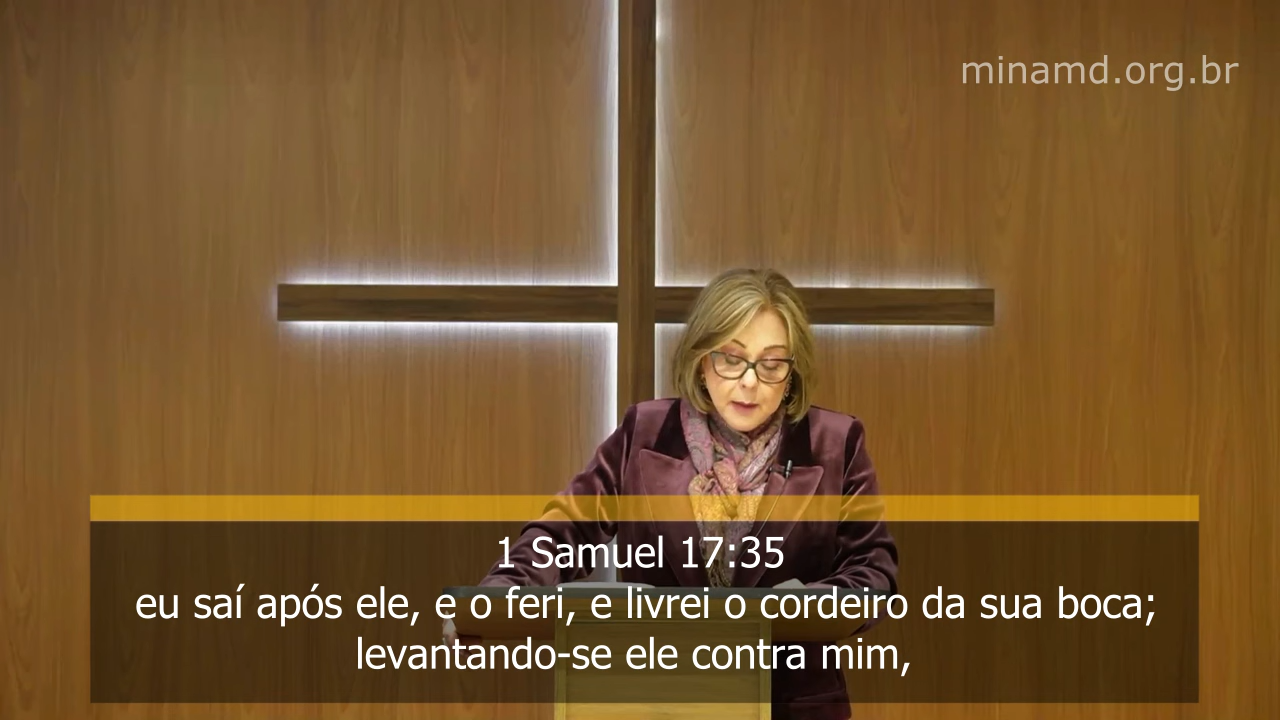 minamd.org.br
1 Samuel 17:35
eu saí após ele, e o feri, e livrei o cordeiro da sua boca;
levantando-se ele contra mim,